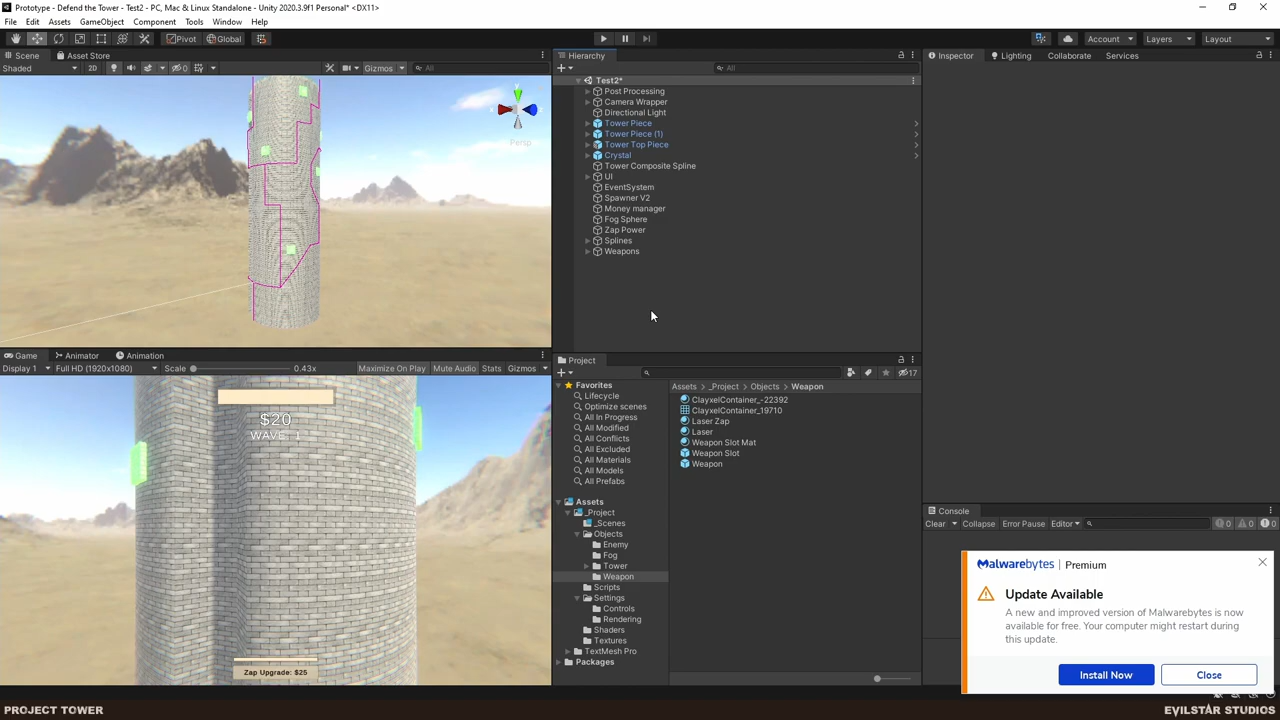 Prototype - Defend the Tower - Test2 - PC, Mac & Linux Standalone - Unity 2020.3.9f1 Personal* <DX11>
File Edit Assets GameObject Component Tools Window Help
Pivot Global Account Layers Layout
Scene Asset Store
Shaded 2D 0 Gizmos All
Persp
Game Animator Animation
Display 1 Full HD (1920x1080) Scale 0.43x Maximize On Play Mute Audio Stats Gizmos
$20
WAVE: 1
Zap Upgrade: $25
Hierarchy
All
Test2*
Post Processing
Camera Wrapper
Directional Light
Tower Piece
Tower Piece (1)
Tower Top Piece
Crystal
Tower Composite Spline
UI
EventSystem
Spawner V2
Money manager
Fog Sphere
Zap Power
Splines
Weapons
Project
17
Favorites
Lifecycle
Optimize scenes
All In Progress
All Modified
All Conflicts
All Excluded
All Materials
All Models
All Prefabs
Assets
_Project
_Scenes
Objects
Enemy
Fog
Tower
Weapon
Scripts
Settings
Controls
Rendering
Shaders
Textures
TextMesh Pro
Packages
Assets > _Project > Objects > Weapon
ClayxelContainer_-22392
ClayxelContainer_19710
Laser Zap
Laser
Weapon Slot Mat
Weapon Slot
Weapon
Inspector Lighting Collaborate Services
Console
Clear Collapse Error Pause Editor 0 0 0
Malwarebytes | Premium
Update Available
A new and improved version of Malwarebytes is now
available for free. Your computer might restart during
this update.
Install Now Close
PROJECT TOWER
EVILSTAR STUDIOS